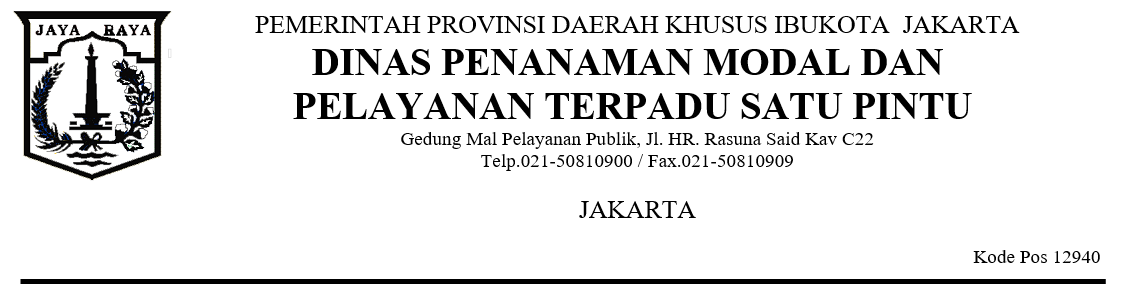 JAYA RAYA
PEMERINTAH PROVINSI DAERAH KHUSUS IBUKOTA JAKARTA
DINAS PENANAMAN MODAL DAN
PELAYANAN TERPADU SATU PINTU
Gedung Mal Pelayanan Publik, Jl. HR. Rasuna Said Kav C22
Telp.021-50810900 / Fax.021-50810909
JAKARTA
Kode Pos 12940